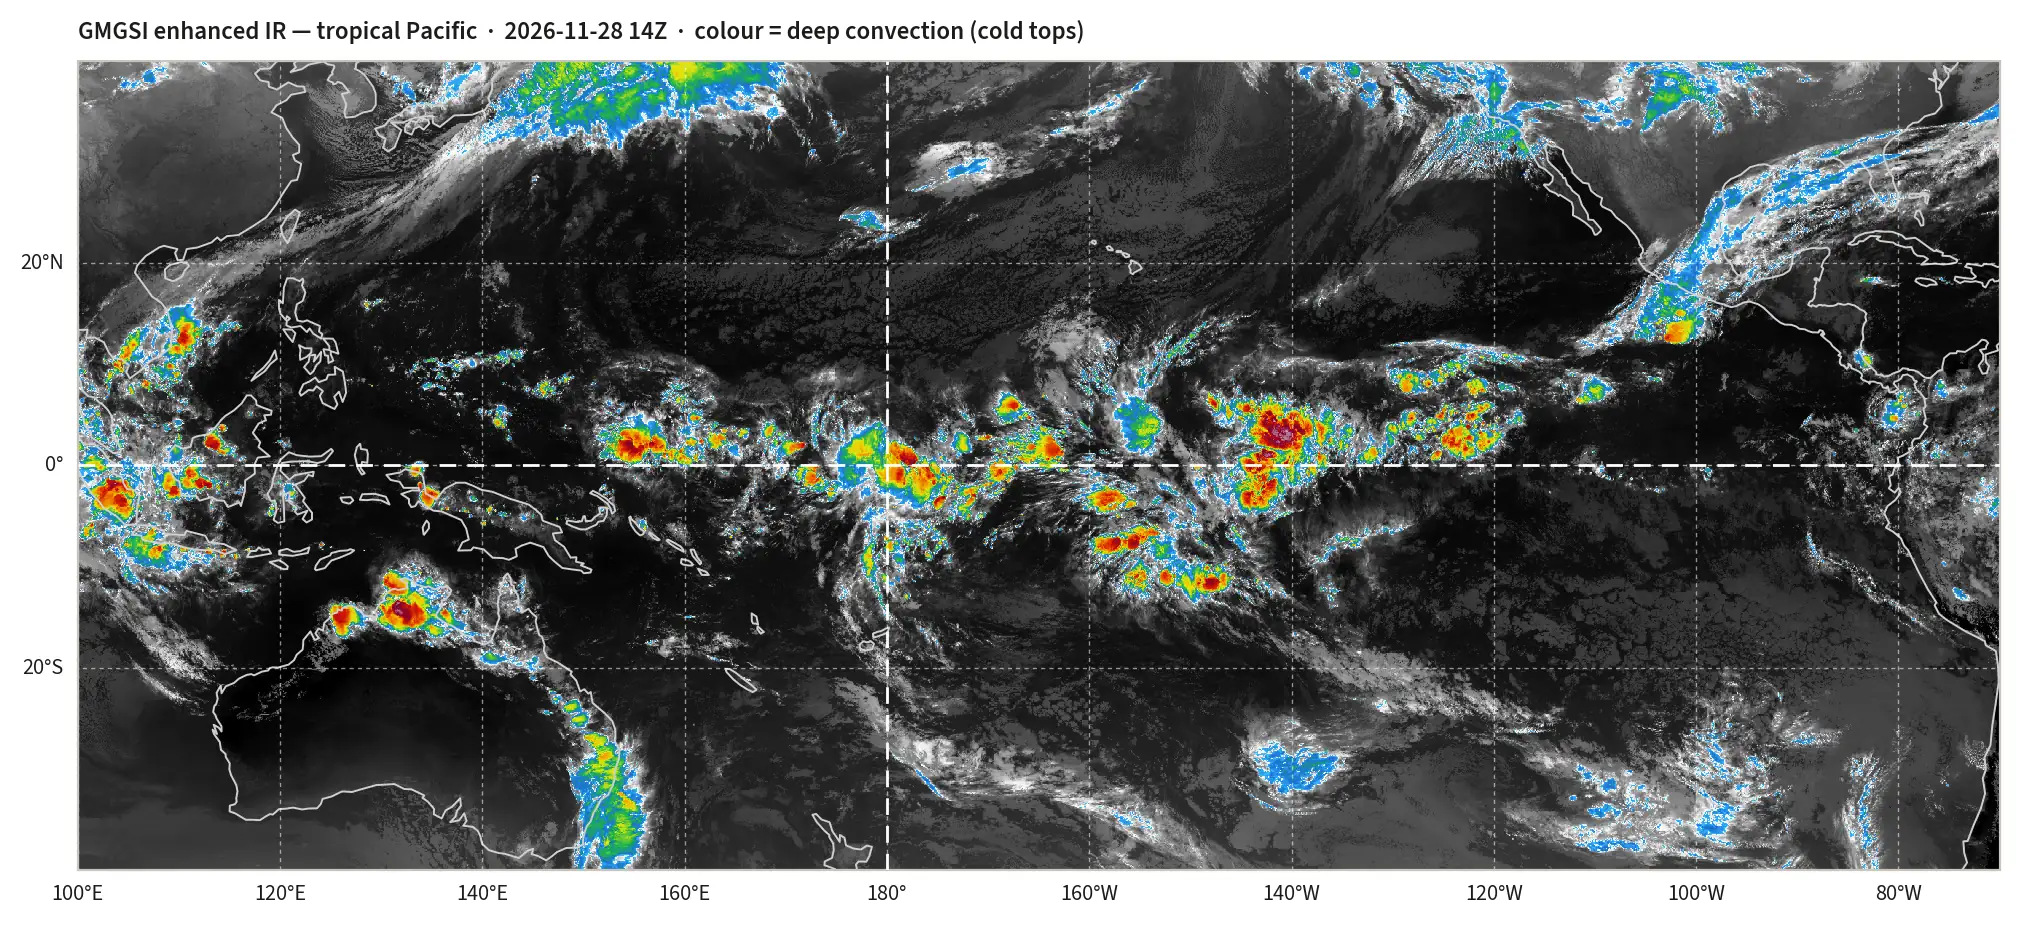 GMGSI enhanced IR — tropical Pacific · 2026-11-28 14Z · colour = deep convection (cold tops)
20°N
0°
20°S
100°E 120°E 140°E 160°E 180° 160°W 140°W 120°W 100°W 80°W